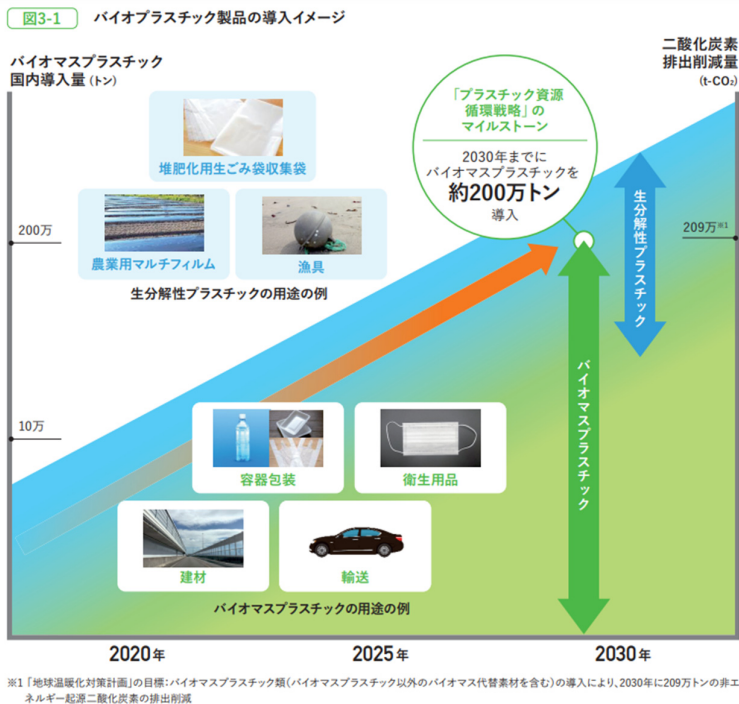 図3-1
バイオプラスチック製品の導入イメージ
バイオマスプラスチック
国内導入量(トン)
二酸化炭素
排出削減量
(t-CO₂)
「プラスチック資源
循環戦略」の
マイルストーン
2030年までに
バイオマスプラスチックを
約200万トン
導入
堆肥化用生ごみ袋収集袋
農業用マルチフィルム
漁具
生分解性プラスチックの用途の例
200万
209万※1
生分解性プラスチック
バイオマスプラスチック
10万
容器包装
衛生用品
建材
輸送
バイオマスプラスチックの用途の例
2020年
2025年
2030年
※1「地球温暖化対策計画」の目標:バイオマスプラスチック類(バイオマスプラスチック以外のバイオマス代替素材を含む)の導入により、2030年に209万トンの非エ
ネルギー起源二酸化炭素の排出削減